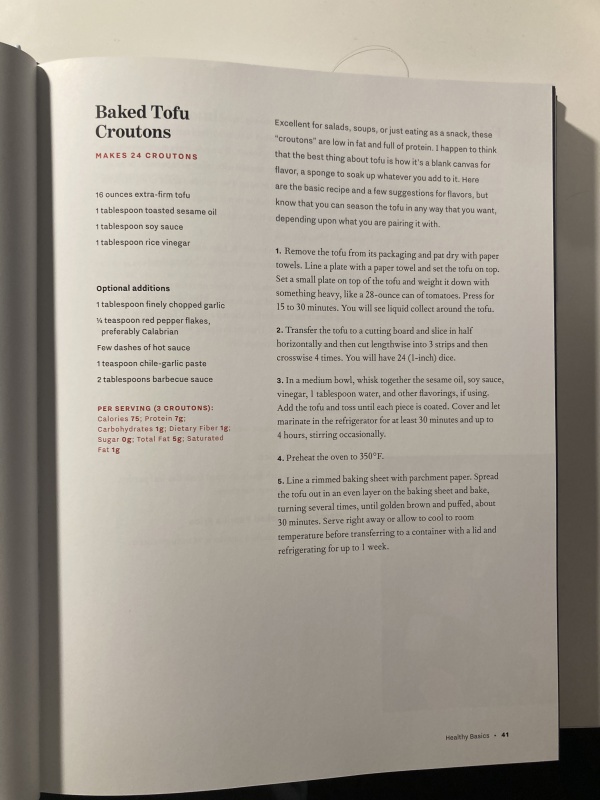 Baked Tofu
Croutons
MAKES 24 CROUTONS
16 ounces extra-firm tofu
1 tablespoon toasted sesame oil
1 tablespoon soy sauce
1 tablespoon rice vinegar
Optional additions
1 tablespoon finely chopped garlic
¼ teaspoon red pepper flakes,
preferably Calabrian
Few dashes of hot sauce
1 teaspoon chile-garlic paste
2 tablespoons barbecue sauce
PER SERVING (3 CROUTONS):
Calories 75; Protein 7g;
Carbohydrates 1g; Dietary Fiber 1g;
Sugar 0g; Total Fat 5g; Saturated
Fat 1g
Excellent for salads, soups, or just eating as a snack, these
"croutons" are low in fat and full of protein. I happen to think
that the best thing about tofu is how it's a blank canvas for
flavor, a sponge to soak up whatever you add to it. Here
are the basic recipe and a few suggestions for flavors, but
know that you can season the tofu in any way that you want,
depending upon what you are pairing it with.
1. Remove the tofu from its packaging and pat dry with paper
towels. Line a plate with a paper towel and set the tofu on top.
Set a small plate on top of the tofu and weight it down with
something heavy, like a 28-ounce can of tomatoes. Press for
15 to 30 minutes. You will see liquid collect around the tofu.
2. Transfer the tofu to a cutting board and slice in half
horizontally and then cut lengthwise into 3 strips and then
crosswise 4 times. You will have 24 (1-inch) dice.
3. In a medium bowl, whisk together the sesame oil, soy sauce,
vinegar, 1 tablespoon water, and other flavorings, if using.
Add the tofu and toss until each piece is coated. Cover and let
marinate in the refrigerator for at least 30 minutes and up to
4 hours, stirring occasionally.
4. Preheat the oven to 350°F.
5. Line a rimmed baking sheet with parchment paper. Spread
the tofu out in an even layer on the baking sheet and bake,
turning several times, until golden brown and puffed, about
30 minutes. Serve right away or allow to cool to room
temperature before transferring to a container with a lid and
refrigerating for up to 1 week.
Healthy Basics • 41